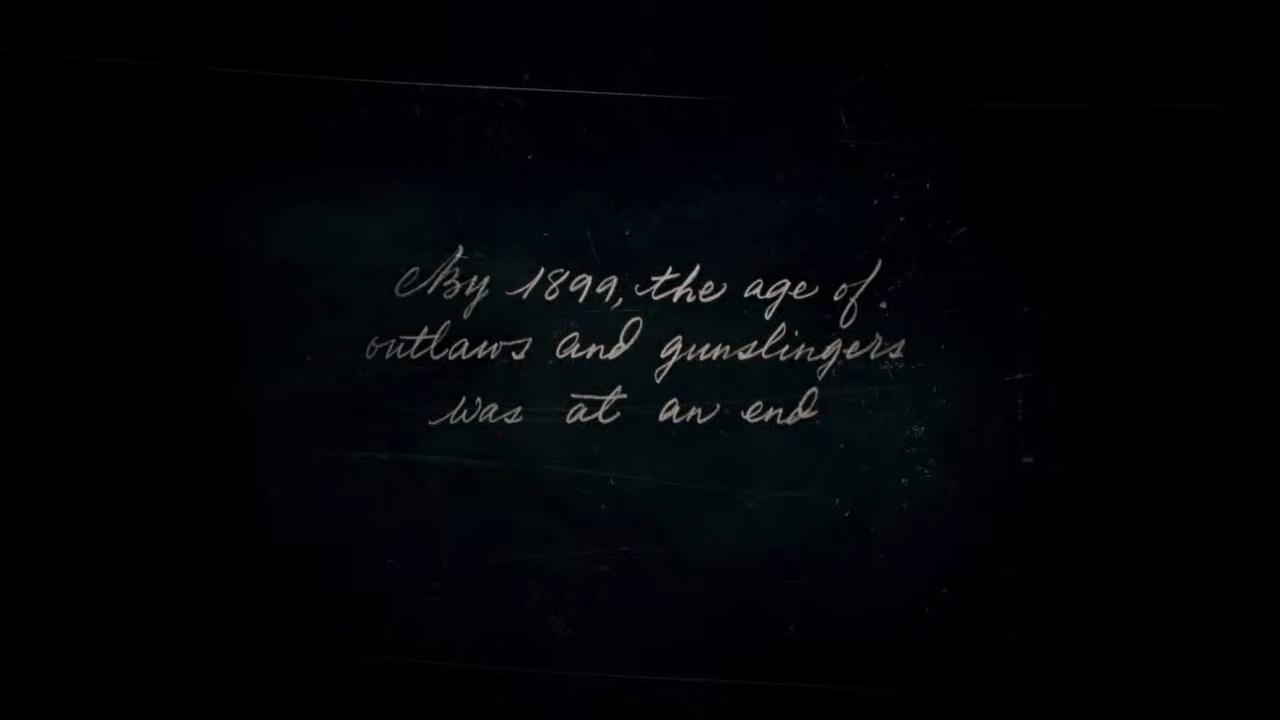 By 1899, the age of
outlaws and gunslingers
was at an end